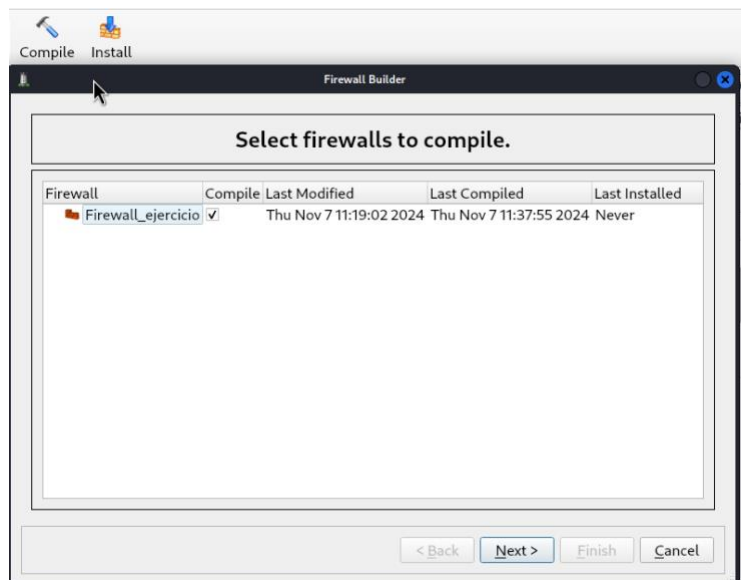 Compile Install
Firewall Builder
Select firewalls to compile.
Firewall Compile Last Modified Last Compiled Last Installed
Firewall_ejercicio Thu Nov 7 11:19:02 2024 Thu Nov 7 11:37:55 2024 Never
< Back Next > Finish Cancel